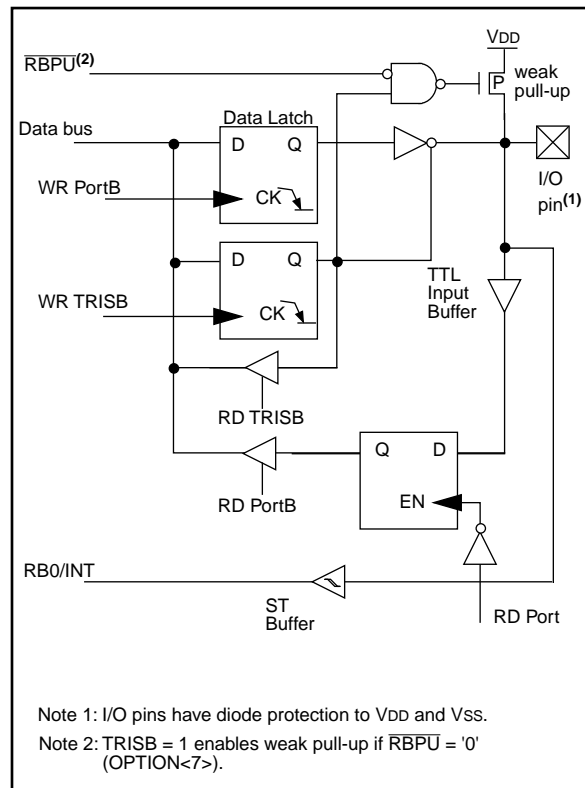 VDD
RBPU(2)
P
weak
pull-up
Data bus
Data Latch
D Q
WR PortB
CK
I/O
pin(1)
D Q
WR TRISB
CK
TTL
Input
Buffer
RD TRISB
Q D
RD PortB
EN
RB0/INT
ST
Buffer
RD Port
Note 1: I/O pins have diode protection to VDD and VSS.
Note 2: TRISB = 1 enables weak pull-up if RBPU = '0'
(OPTION<7>).